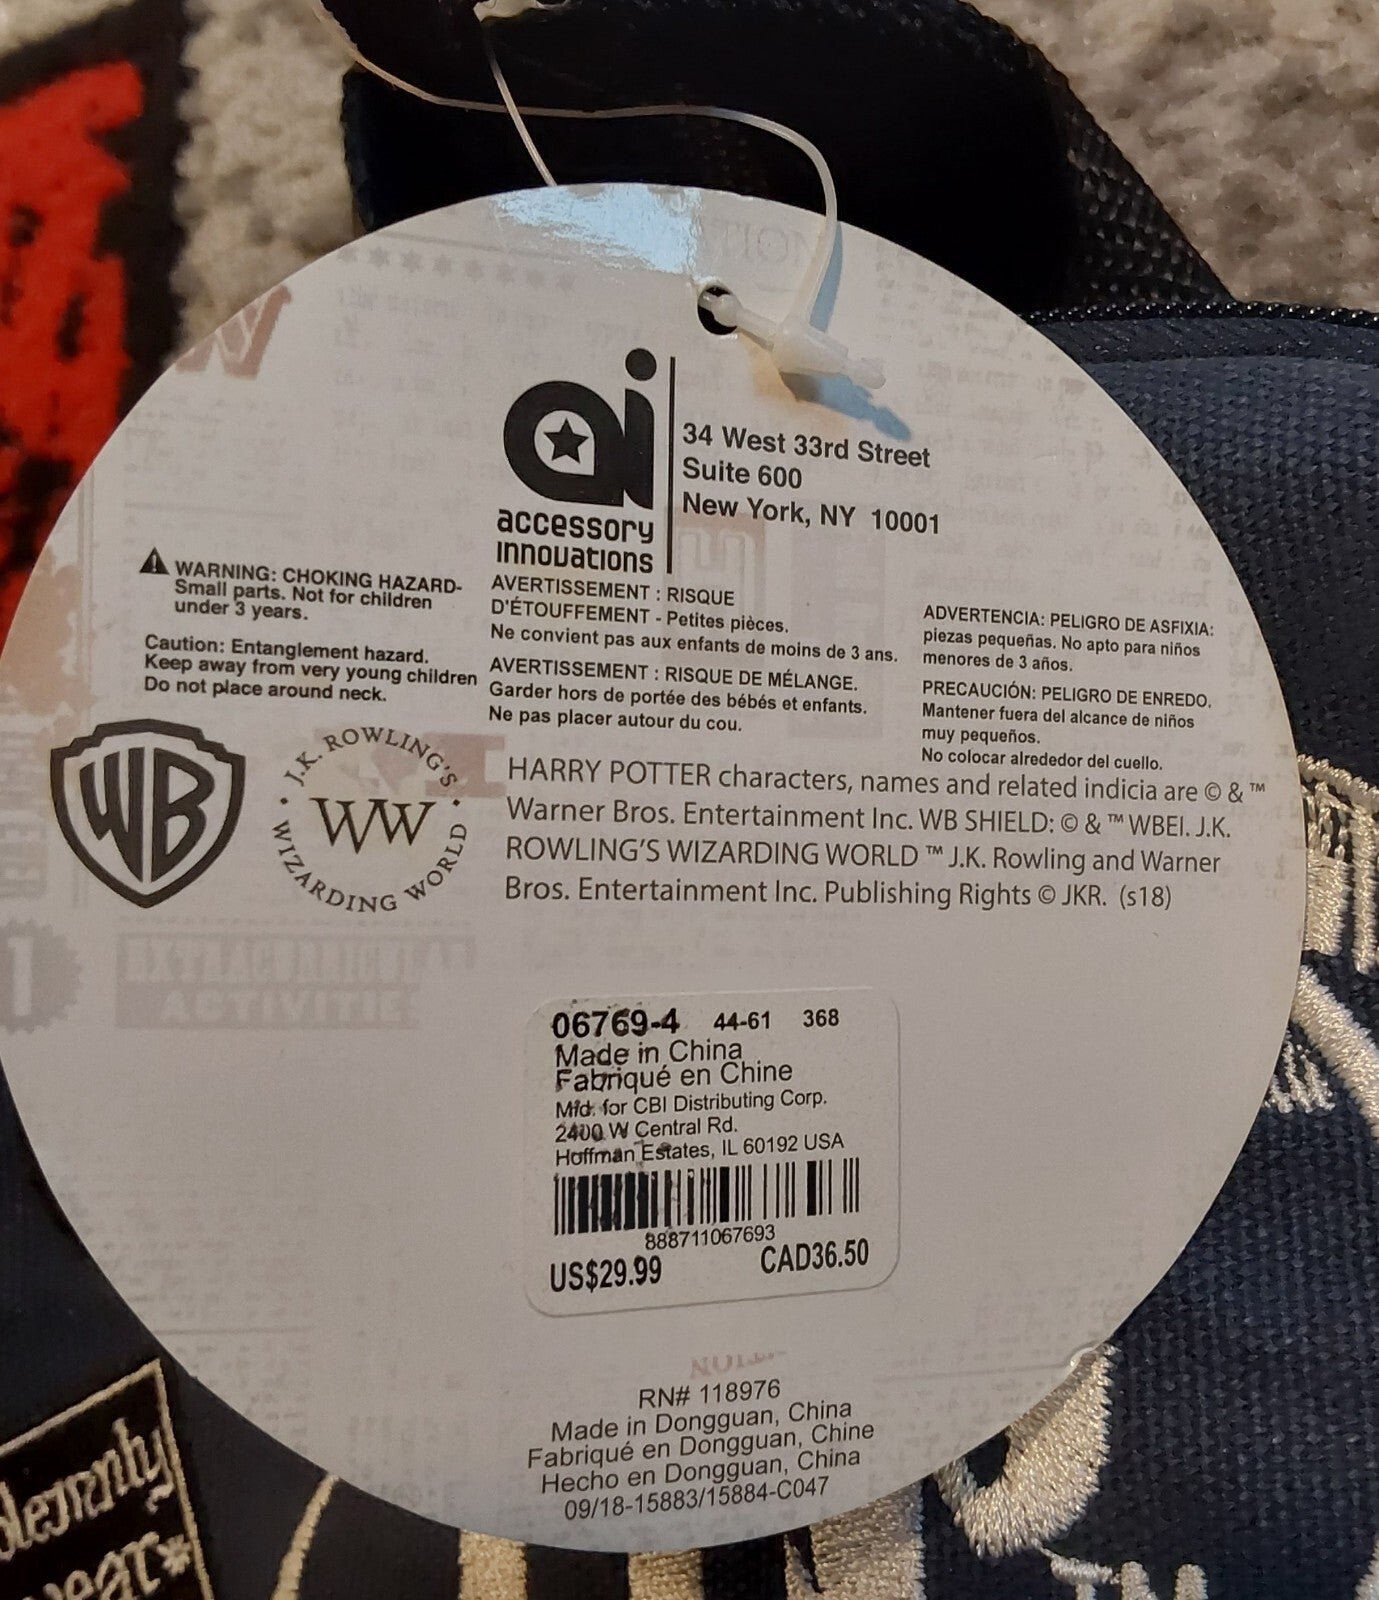 ai
accessory
innovations
34 West 33rd Street
Suite 600
New York, NY 10001
WARNING: CHOKING HAZARD-
Small parts. Not for children
under 3 years.
Caution: Entanglement hazard.
Keep away from very young children
Do not place around neck.
AVERTISSEMENT : RISQUE
D'ÉTOUFFEMENT - Petites pièces.
Ne convient pas aux enfants de moins de 3 ans.
AVERTISSEMENT : RISQUE DE MÉLANGE.
Garder hors de portée des bébés et enfants.
Ne pas placer autour du cou.
ADVERTENCIA: PELIGRO DE ASFIXIA:
piezas pequeñas. No apto para niños
menores de 3 años.
PRECAUCIÓN: PELIGRO DE ENREDO.
Mantener fuera del alcance de niños
muy pequeños.
No colocar alrededor del cuello.
WB
J.K. ROWLING'S
WW
• WIZARDING WORLD •
HARRY POTTER characters, names and related indicia are © & ™
Warner Bros. Entertainment Inc. WB SHIELD: © & ™ WBEI. J.K.
ROWLING'S WIZARDING WORLD ™ J.K. Rowling and Warner
Bros. Entertainment Inc. Publishing Rights © JKR. (s18)
1
ACTIVITIE
06769-4 44-61 368
Made in China
Fabriqué en Chine
Mfd. for CBI Distributing Corp.
2400 W Central Rd.
Hoffman Estates, IL 60192 USA
888711067693
US$29.99 CAD36.50
RN# 118976
Made in Dongguan, China
Fabriqué en Dongguan, Chine
Hecho en Dongguan, China
09/18-15883/15884-C047
lemnly
wear*
TM